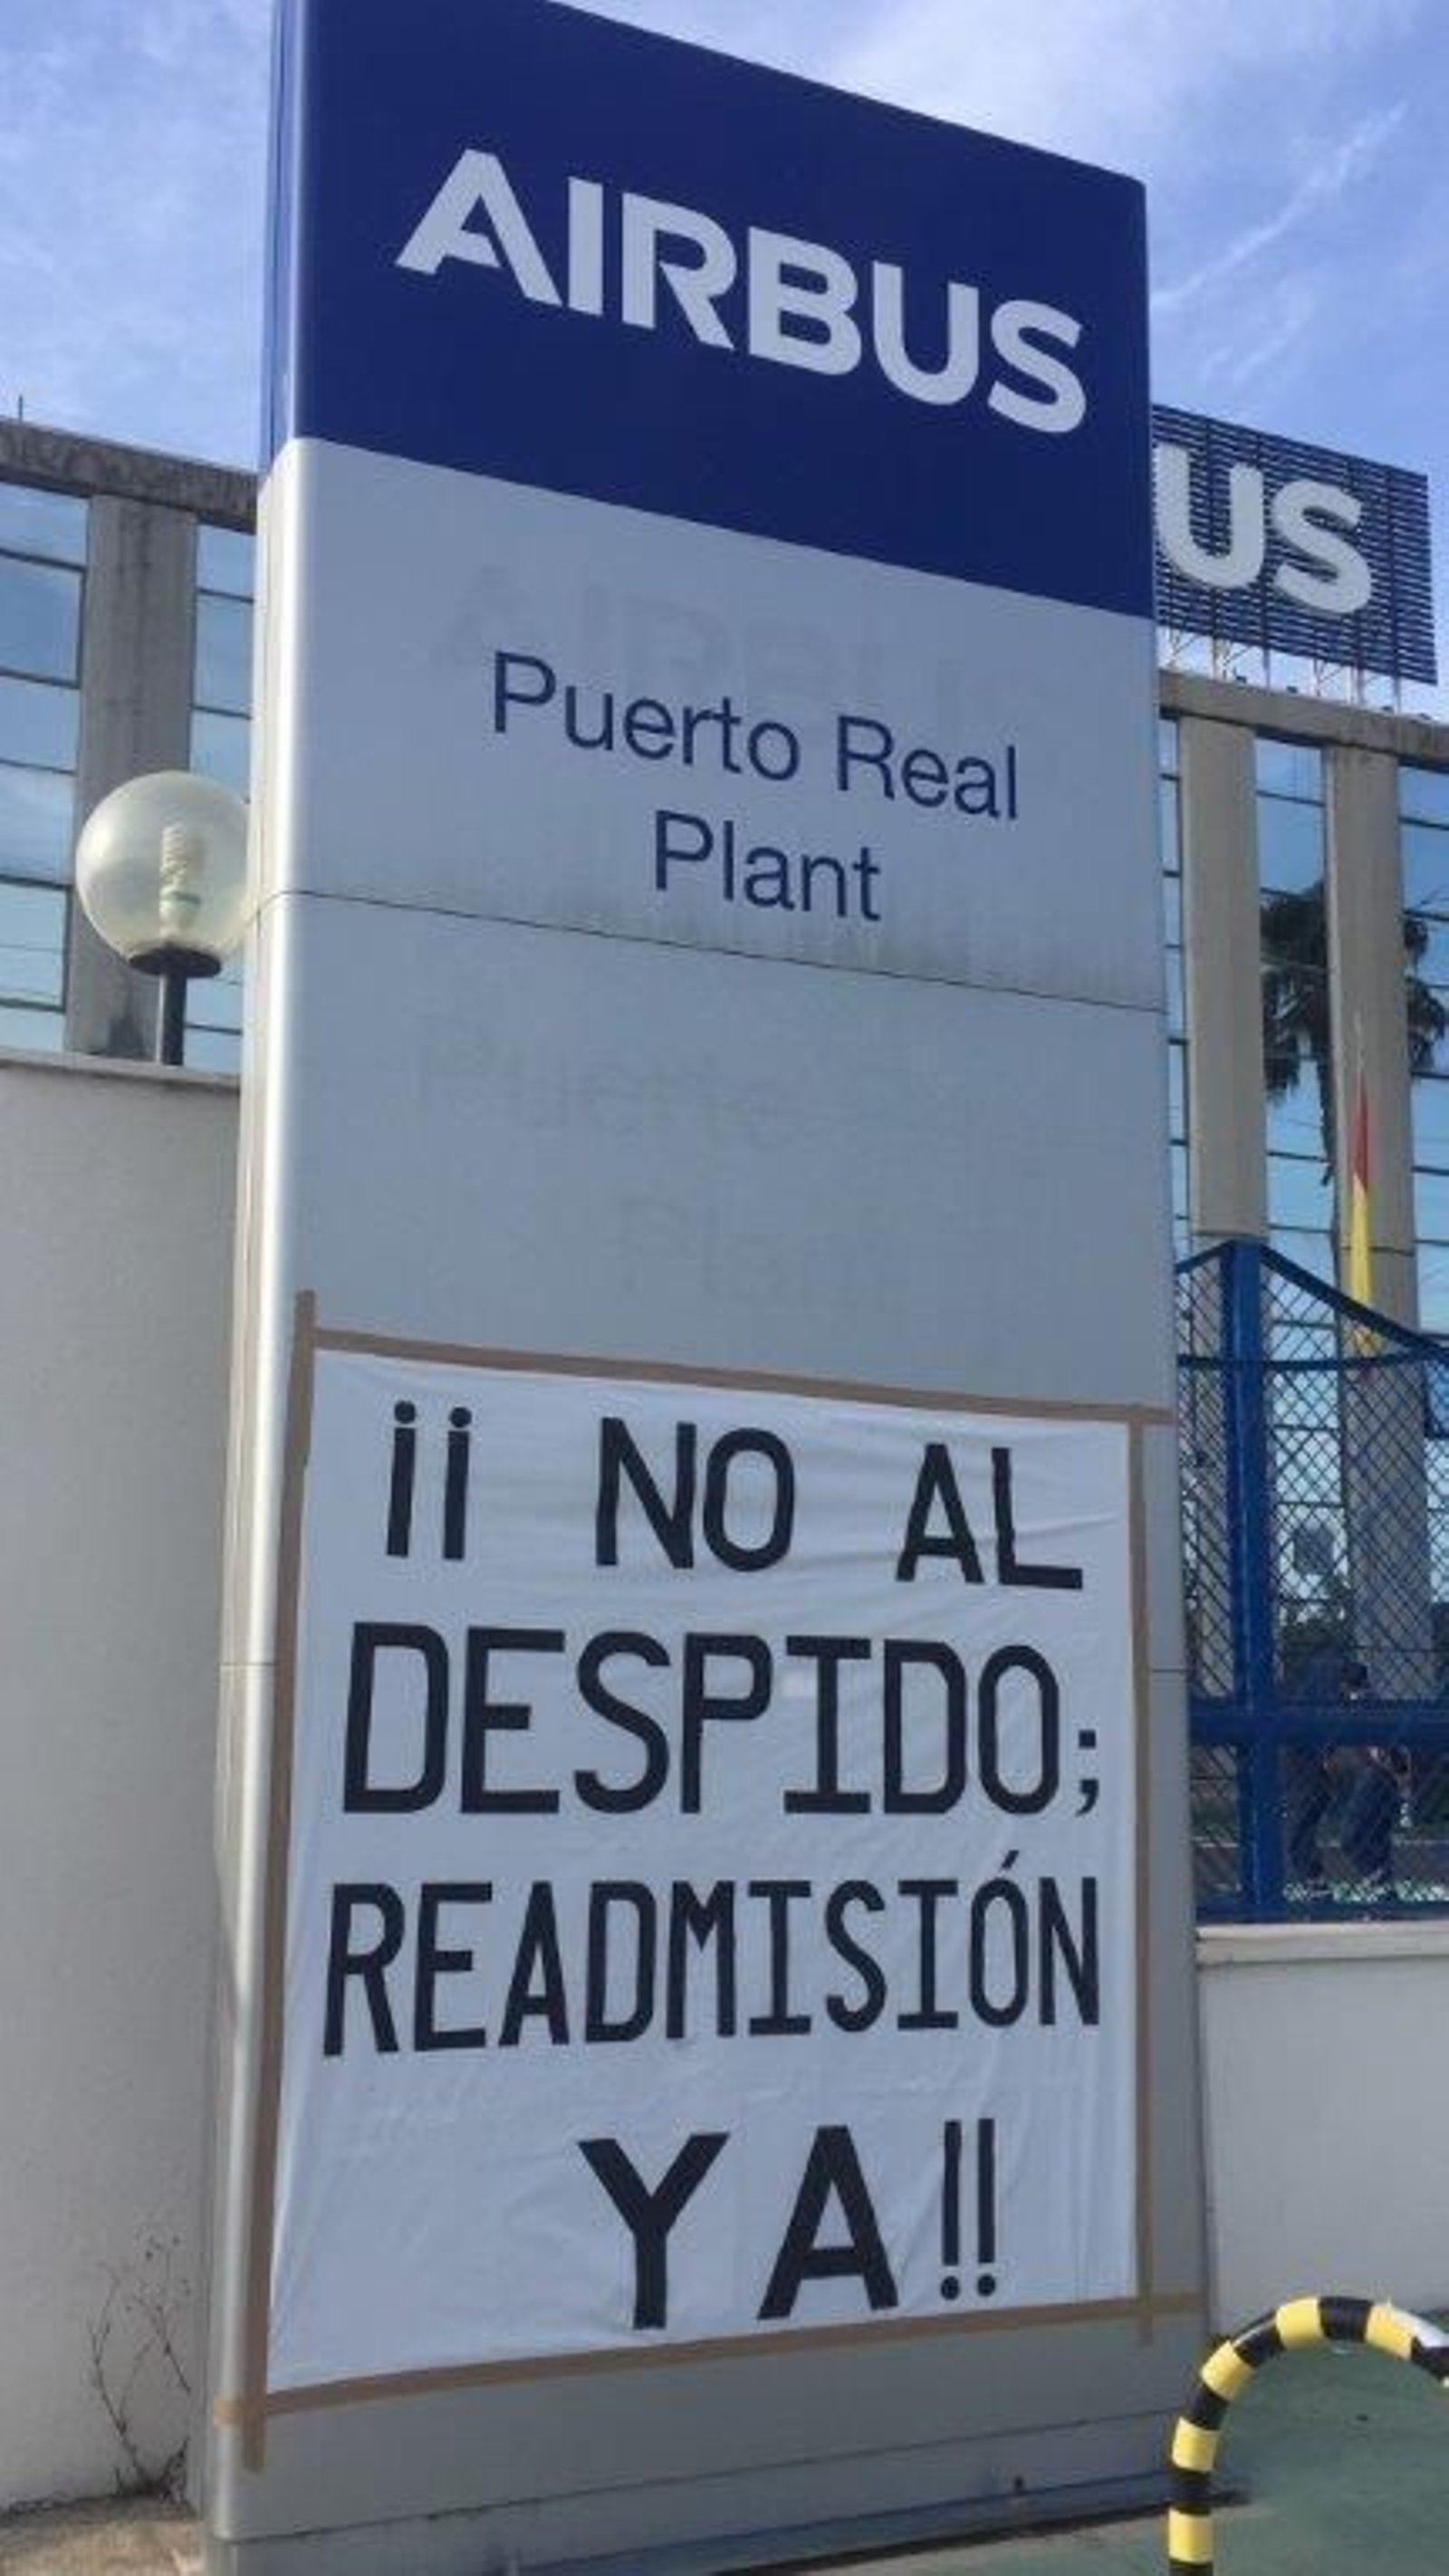 AIRBUS
US
Puerto Real
Plant
¡¡ NO AL
DESPIDO;
READMISIÓN
YA!!